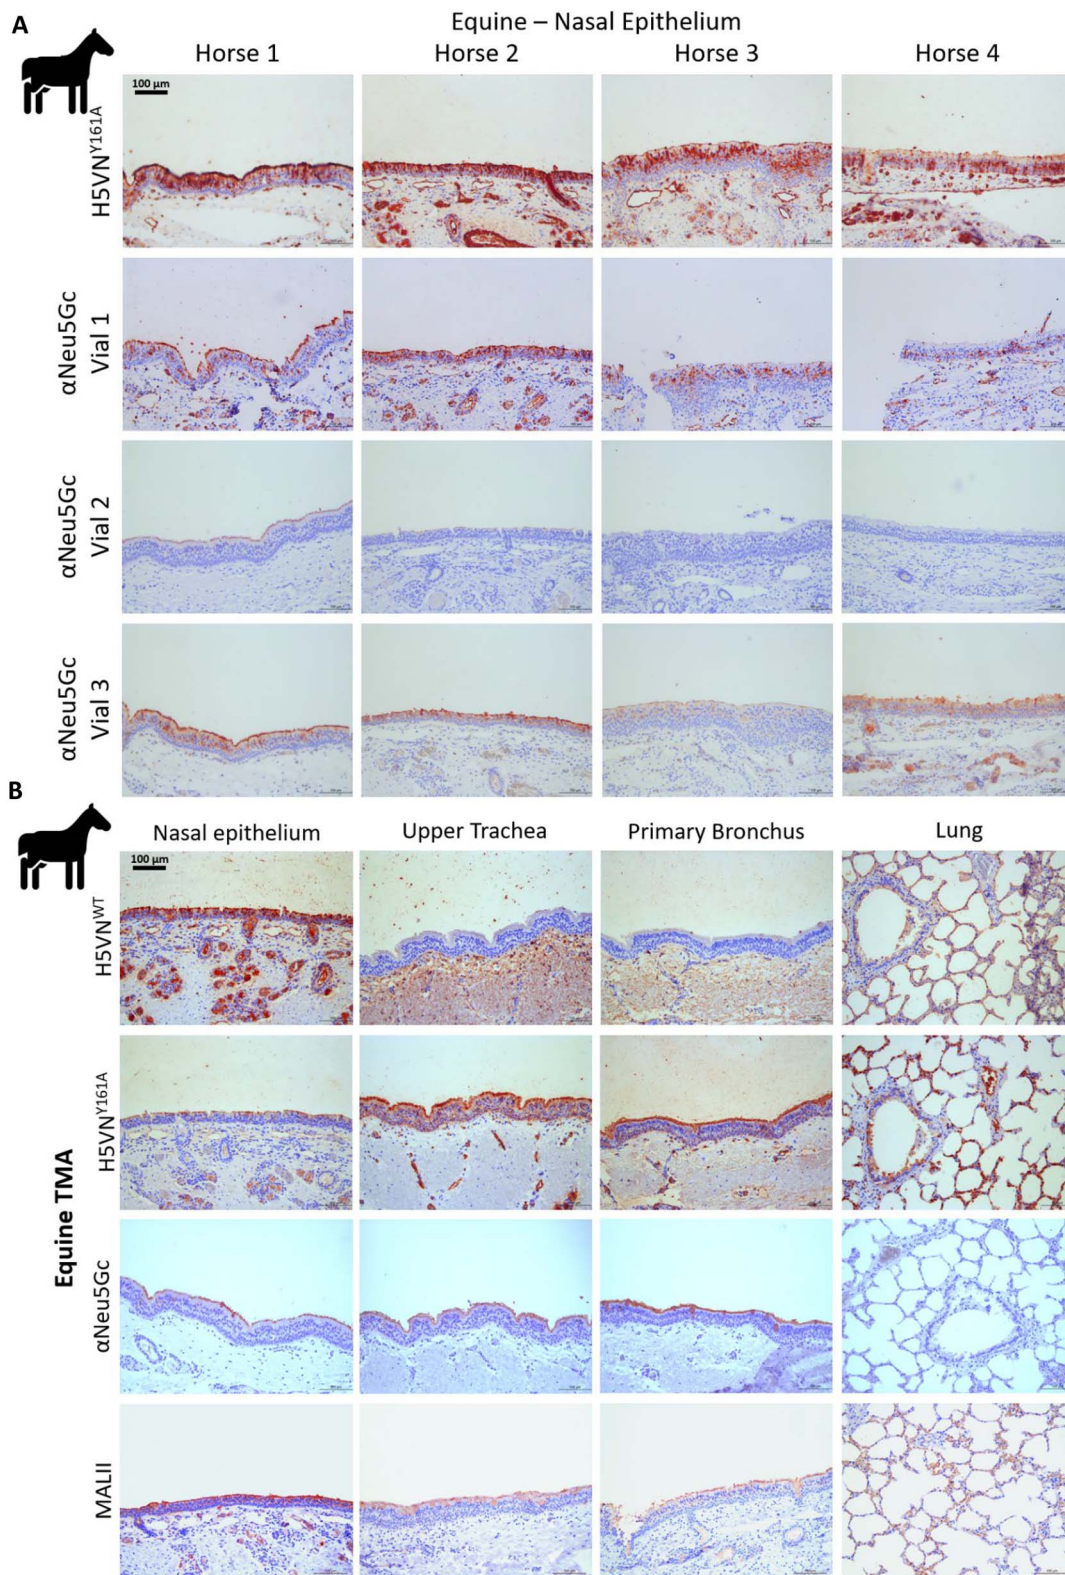 A
Equine – Nasal Epithelium
Horse 1
Horse 2
Horse 3
Horse 4
100 µm
H5VN^Y161A
αNeu5Gc
Vial 1
αNeu5Gc
Vial 2
αNeu5Gc
Vial 3
B
Nasal epithelium
Upper Trachea
Primary Bronchus
Lung
100 µm
Equine TMA
H5VN^WT
H5VN^Y161A
αNeu5Gc
MALII